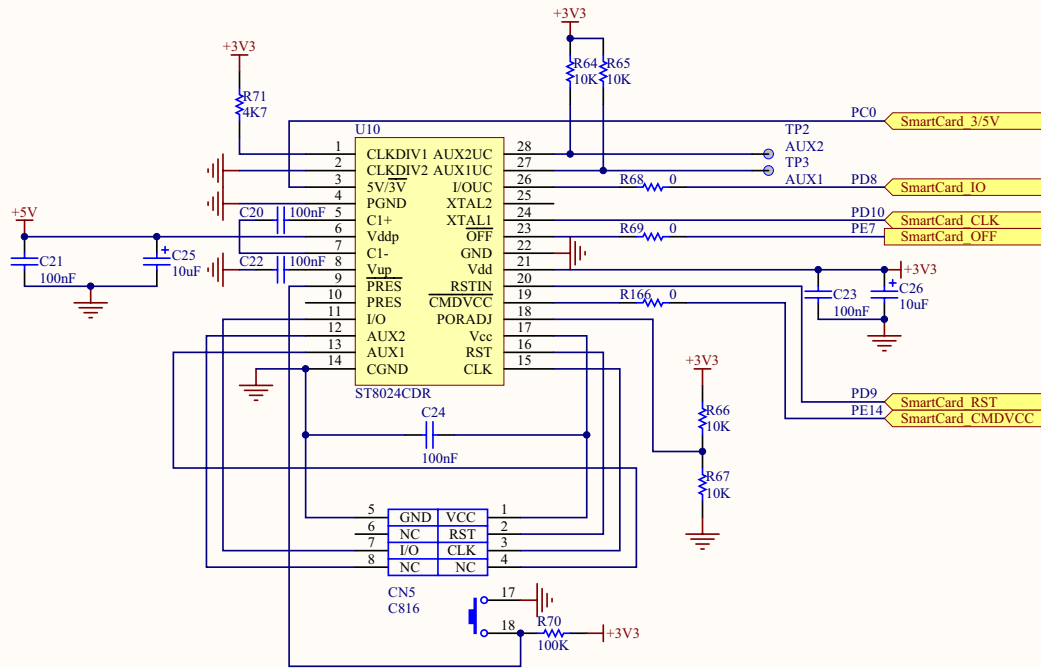 +3V3
+3V3
R64
10K
R65
10K
R71
4K7
PC0
SmartCard_3/5V
U10
TP2
AUX2
TP3
AUX1
1
CLKDIV1
AUX2UC
28
2
CLKDIV2
AUX1UC
27
3
5V/3V
I/OUC
26
R68
0
PD8
SmartCard_IO
4
PGND
XTAL2
25
+5V
C20
100nF
5
C1+
XTAL1
24
PD10
SmartCard_CLK
6
Vddp
OFF
23
R69
0
PE7
SmartCard_OFF
7
C1-
GND
22
C21
100nF
C25
10uF
C22
100nF
8
Vup
Vdd
21
+3V3
9
PRES
RSTIN
20
C23
100nF
C26
10uF
10
PRES
CMDVCC
19
R166
0
11
I/O
PORADJ
18
12
AUX2
Vcc
17
13
AUX1
RST
16
14
CGND
CLK
15
ST8024CDR
+3V3
PD9
SmartCard_RST
PE14
SmartCard_CMDVCC
C24
100nF
R66
10K
R67
10K
5
GND
VCC
1
6
NC
RST
2
7
I/O
CLK
3
8
NC
NC
4
CN5
C816
17
18
R70
100K
+3V3